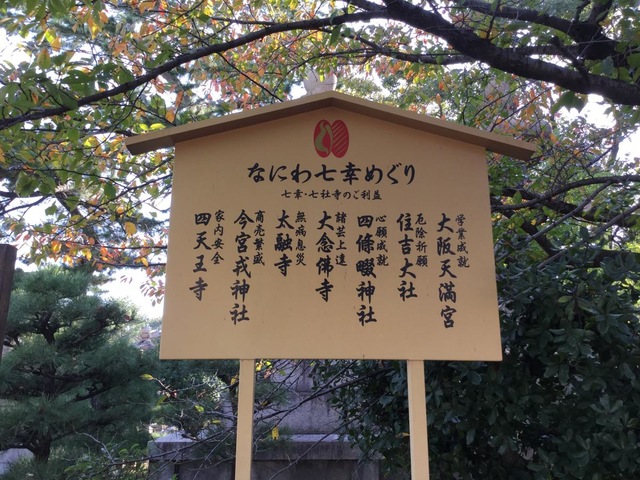 なにわ七幸めぐり
七幸・七社寺のご利益
学業成就
大阪天満宮
厄除祈願
住吉大社
心願成就
四條畷神社
諸芸上達
大念佛寺
無病息災
太融寺
商売繁盛
今宮戎神社
家内安全
四天王寺